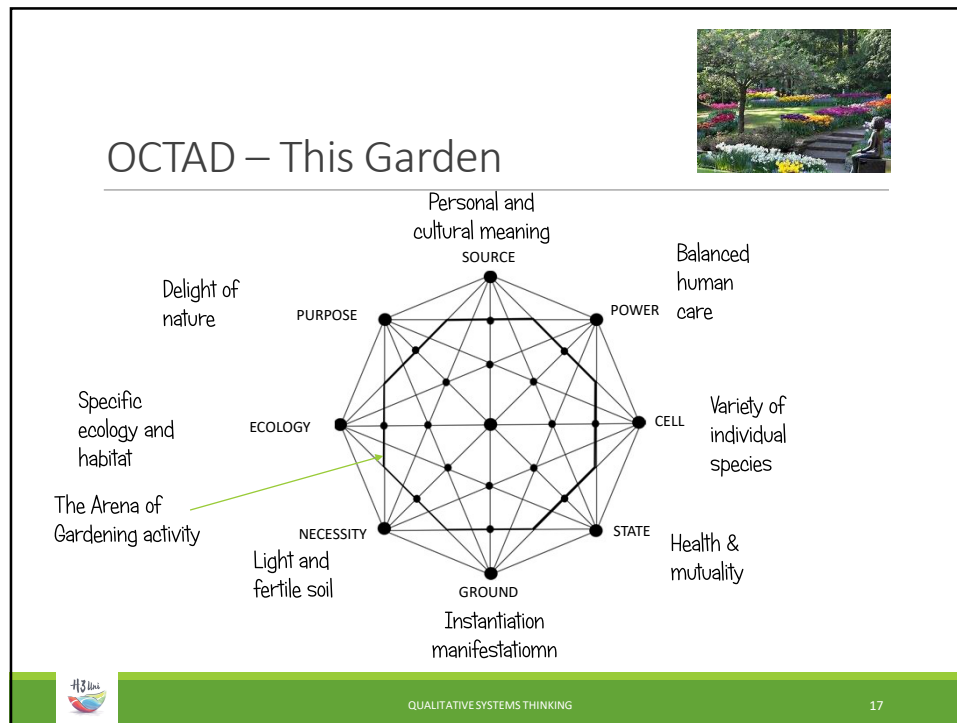 OCTAD – This Garden
Personal and
cultural meaning
SOURCE
Balanced
human
care
POWER
Delight of
nature
PURPOSE
Specific
ecology and
habitat
ECOLOGY
CELL
Variety of
individual
species
The Arena of
Gardening activity
NECESSITY
Light and
fertile soil
STATE
Health &
mutuality
GROUND
Instantiation
manifestatiomn
H3Uni
QUALITATIVE SYSTEMS THINKING
17